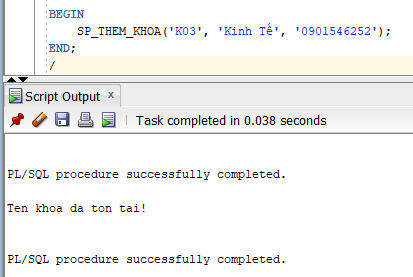 BEGIN
SP_THEM_KHOA('K03', 'Kinh Tế', '0901546252');
END;
/
Script Output x
Task completed in 0.038 seconds
PL/SQL procedure successfully completed.
Ten khoa da ton tai!
PL/SQL procedure successfully completed.